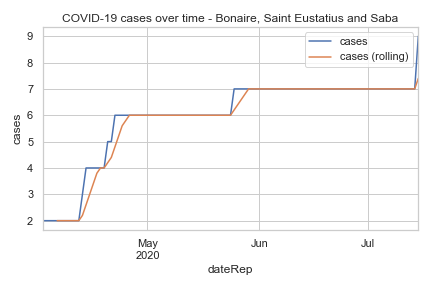 COVID-19 cases over time - Bonaire, Saint Eustatius and Saba
cases
cases (rolling)
9
8
7
6
5
4
3
2
cases
May
2020
Jun
Jul
dateRep